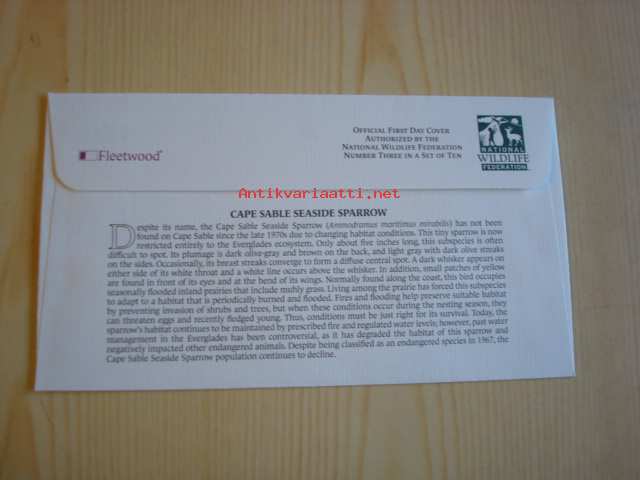 Fleetwood®
OFFICIAL FIRST DAY COVER
AUTHORIZED BY THE
NATIONAL WILDLIFE FEDERATION
NUMBER THREE IN A SET OF TEN
NATIONAL
WILDLIFE
FEDERATION
Antikvariaatti.net
CAPE SABLE SEASIDE SPARROW
Despite its name, the Cape Sable Seaside Sparrow (Ammodramus maritimus mirabilis) has not been
found on Cape Sable since the late 1970s due to changing habitat conditions. This tiny sparrow is now
restricted entirely to the Everglades ecosystem. Only about five inches long, this subspecies is often
difficult to spot. Its plumage is dark olive-gray and brown on the back, and light gray with dark olive streaks
on the sides. Occasionally, its breast streaks converge to form a diffuse central spot. A dark whisker appears on
either side of its white throat and a white line occurs above the whisker. In addition, small patches of yellow
are found in front of its eyes and at the bend of its wings. Normally found along the coast, this bird occupies
seasonally flooded inland prairies that include muhly grass. Living among the prairie has forced this subspecies
to adapt to a habitat that is periodically burned and flooded. Fires and flooding help preserve suitable habitat
by preventing invasion of shrubs and trees, but when these conditions occur during the nesting season, they
can threaten eggs and recently fledged young. Thus, conditions must be just right for its survival. Today, the
sparrow's habitat continues to be maintained by prescribed fire and regulated water levels; however, past water
management in the Everglades has been controversial, as it has degraded the habitat of this sparrow and
negatively impacted other endangered animals. Despite being classified as an endangered species in 1967, the
Cape Sable Seaside Sparrow population continues to decline.